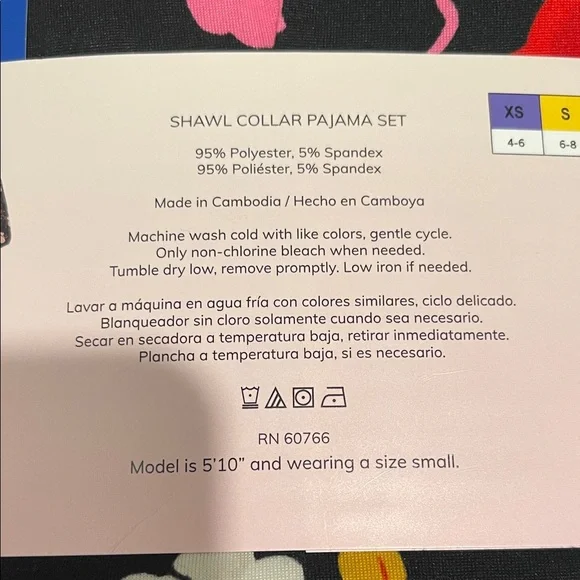 SHAWL COLLAR PAJAMA SET
XS S
4-6 6-8
95% Polyester, 5% Spandex
95% Poliéster, 5% Spandex
Made in Cambodia / Hecho en Camboya
Machine wash cold with like colors, gentle cycle.
Only non-chlorine bleach when needed.
Tumble dry low, remove promptly. Low iron if needed.
Lavar a máquina en agua fría con colores similares, ciclo delicado.
Blanqueador sin cloro solamente cuando sea necesario.
Secar en secadora a temperatura baja, retirar inmediatamente.
Plancha a temperatura baja, si es necesario.
RN 60766
Model is 5'10" and wearing a size small.